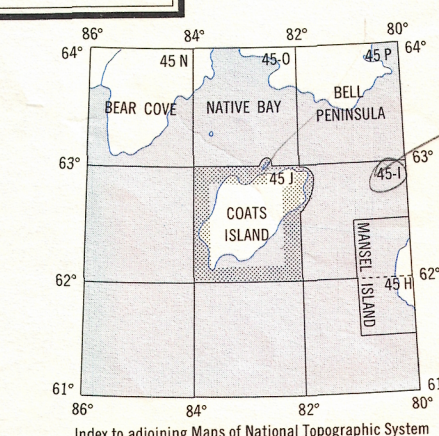 86° 84° 82° 80°
64° 64°
45 N 45-O 45 P
BEAR COVE NATIVE BAY BELL
PENINSULA
63° 63°
45 J 45-I
COATS
ISLAND
MANSEL ISLAND
62° 62°
45 H
61°
86° 84° 82° 80°
Index to adjoining Maps of National Topographic System